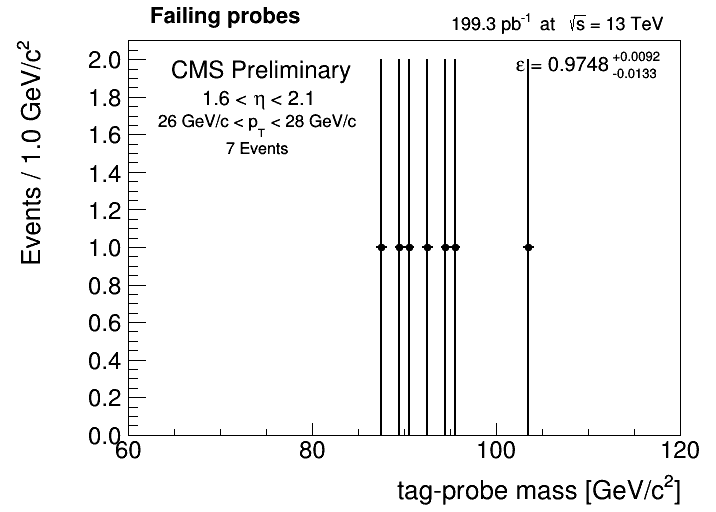 Failing probes
199.3 pb⁻¹ at √s = 13 TeV
CMS Preliminary
1.6 < η < 2.1
26 GeV/c < p_T < 28 GeV/c
7 Events
ε = 0.9748 +0.0092 -0.0133
Events / 1.0 GeV/c²
2.0
1.8
1.6
1.4
1.2
1.0
0.8
0.6
0.4
0.2
0.0
60 80 100 120
tag-probe mass [GeV/c²]